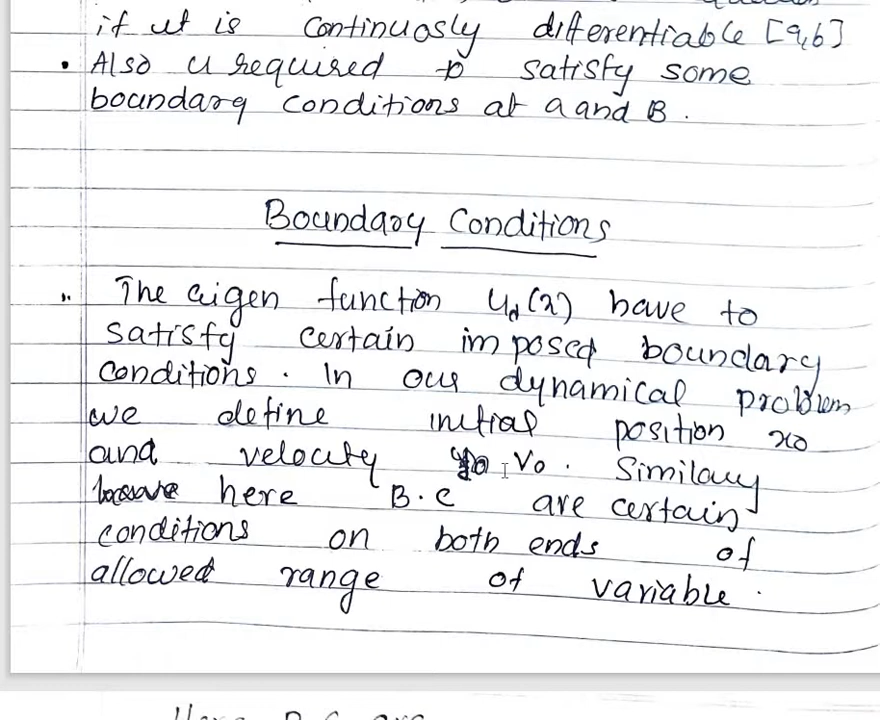 if ut is continuosly differentiable [a,b]
• Also u required to satisfy some
boundary conditions at a and B.
Boundary Conditions
The eigen function (x) have to
satisfy certain imposed boundary
conditions. In our dynamical problem
we define initial position x0
and velocity V0. Similary
here B.C are certain
conditions on both ends of
allowed range of variable.